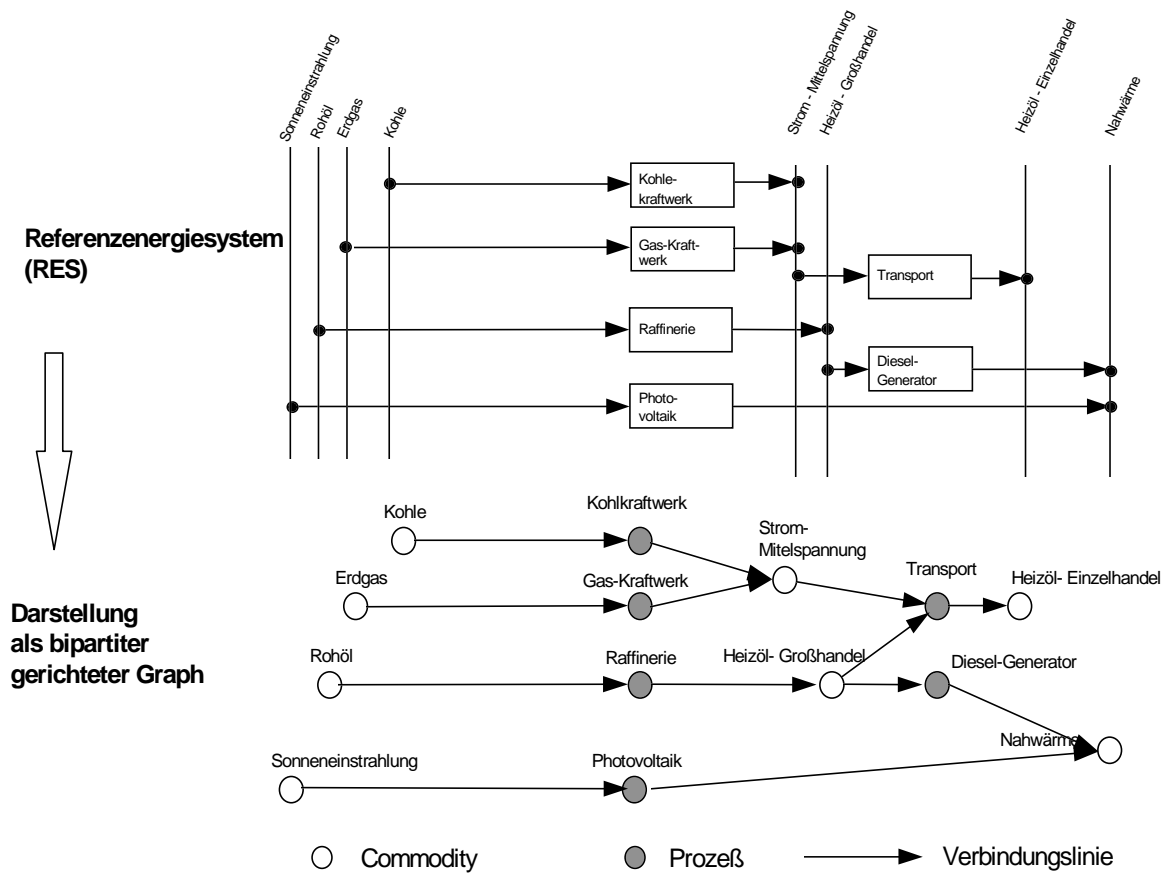 Sonneneinstrahlung
Rohöl
Erdgas
Kohle
Strom - Mittelspannung
Heizöl - Großhandel
Heizöl - Einzelhandel
Nahwärme
Referenzenergiesystem
(RES)
Kohle-
kraftwerk
Gas-Kraft-
werk
Transport
Raffinerie
Diesel-
Generator
Photo-
voltaik
Darstellung
als bipartiter
gerichteter Graph
Kohle
Kohlkraftwerk
Strom-
Mitelspannung
Erdgas
Gas-Kraftwerk
Transport
Heizöl- Einzelhandel
Rohöl
Raffinerie
Heizöl- Großhandel
Diesel-Generator
Nahwärme
Sonneneinstrahlung
Photovoltaik
Commodity
Prozeß
Verbindungslinie